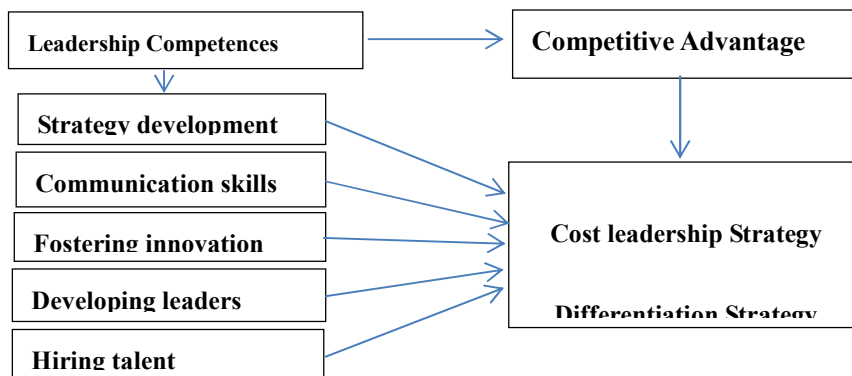 Leadership Competences
Competitive Advantage
Strategy development
Communication skills
Fostering innovation
Developing leaders
Hiring talent
Cost leadership Strategy
Differentiation Strategy